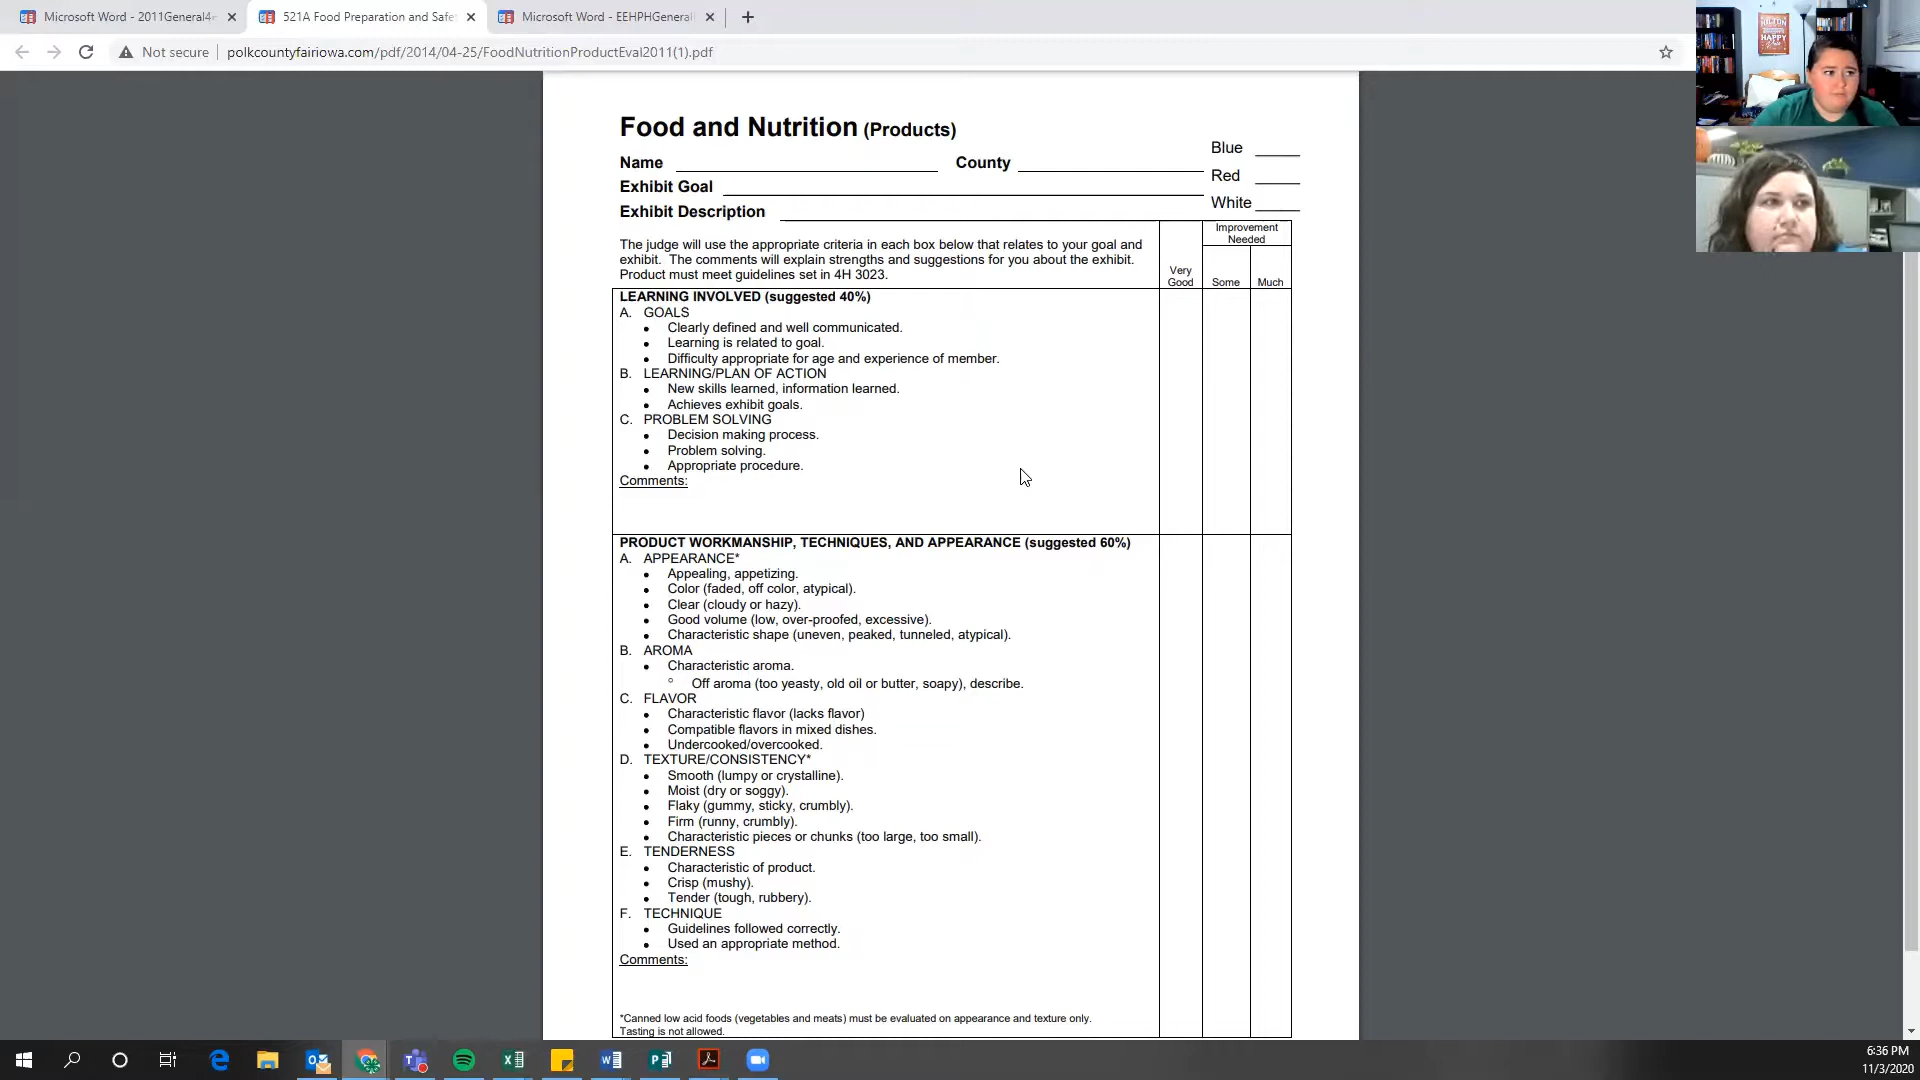 Microsoft Word - 2011General4-
521A Food Preparation and Safe
Microsoft Word - EEHPHGeneral
Not secure
polkcountyfairiowa.com/pdf/2014/04-25/FoodNutritionProductEval2011(1).pdf
Food and Nutrition (Products)
Name
County
Exhibit Goal
Exhibit Description
Blue
Red
White
The judge will use the appropriate criteria in each box below that relates to your goal and
exhibit. The comments will explain strengths and suggestions for you about the exhibit.
Product must meet guidelines set in 4H 3023.
Very
Good
Improvement
Needed
Some
Much
LEARNING INVOLVED (suggested 40%)
A. GOALS
• Clearly defined and well communicated.
• Learning is related to goal.
• Difficulty appropriate for age and experience of member.
B. LEARNING/PLAN OF ACTION
• New skills learned, information learned.
• Achieves exhibit goals.
C. PROBLEM SOLVING
• Decision making process.
• Problem solving.
• Appropriate procedure.
Comments:
PRODUCT WORKMANSHIP, TECHNIQUES, AND APPEARANCE (suggested 60%)
A. APPEARANCE*
• Appealing, appetizing.
• Color (faded, off color, atypical).
• Clear (cloudy or hazy).
• Good volume (low, over-proofed, excessive).
• Characteristic shape (uneven, peaked, tunneled, atypical).
B. AROMA
• Characteristic aroma.
° Off aroma (too yeasty, old oil or butter, soapy), describe.
C. FLAVOR
• Characteristic flavor (lacks flavor)
• Compatible flavors in mixed dishes.
• Undercooked/overcooked.
D. TEXTURE/CONSISTENCY*
• Smooth (lumpy or crystalline).
• Moist (dry or soggy).
• Flaky (gummy, sticky, crumbly).
• Firm (runny, crumbly).
• Characteristic pieces or chunks (too large, too small).
E. TENDERNESS
• Characteristic of product.
• Crisp (mushy).
• Tender (tough, rubbery).
F. TECHNIQUE
• Guidelines followed correctly.
• Used an appropriate method.
Comments:
*Canned low acid foods (vegetables and meats) must be evaluated on appearance and texture only.
Tasting is not allowed.
HAPPY
6:36 PM
11/3/2020